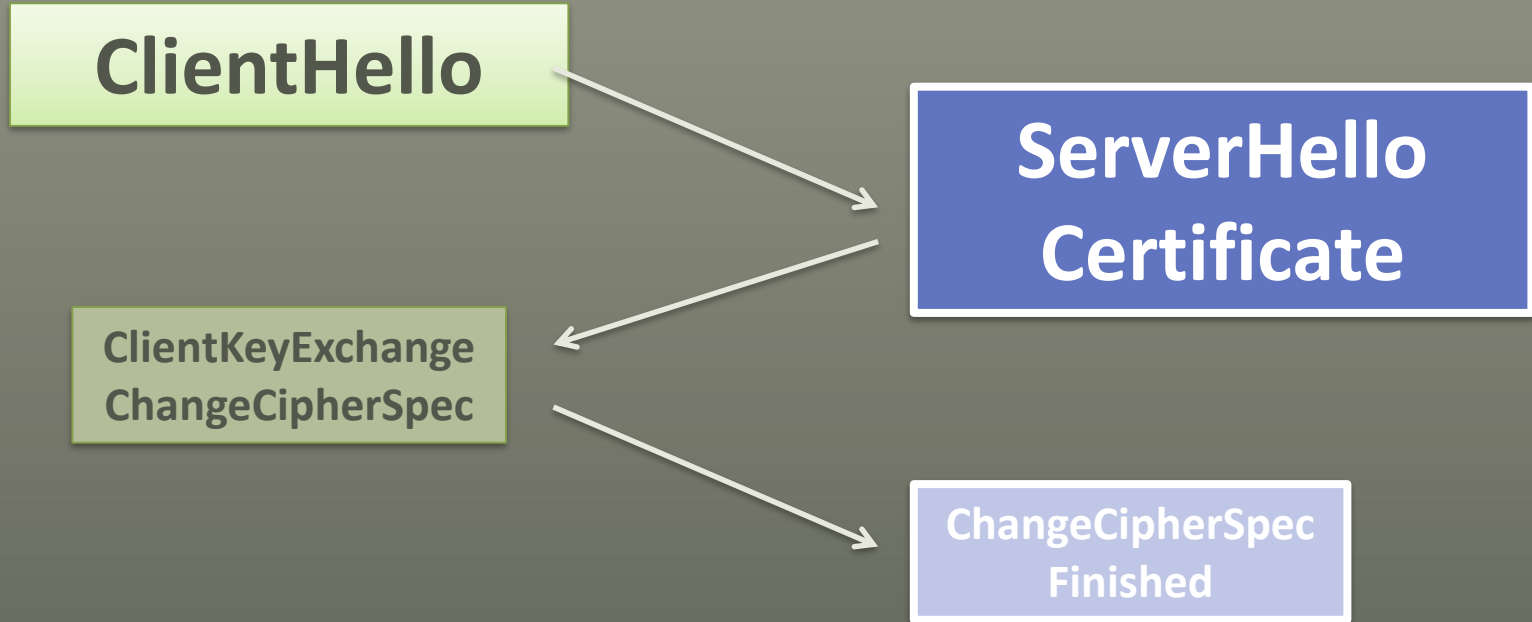 ClientHello
ServerHello
Certificate
ClientKeyExchange
ChangeCipherSpec
ChangeCipherSpec
Finished